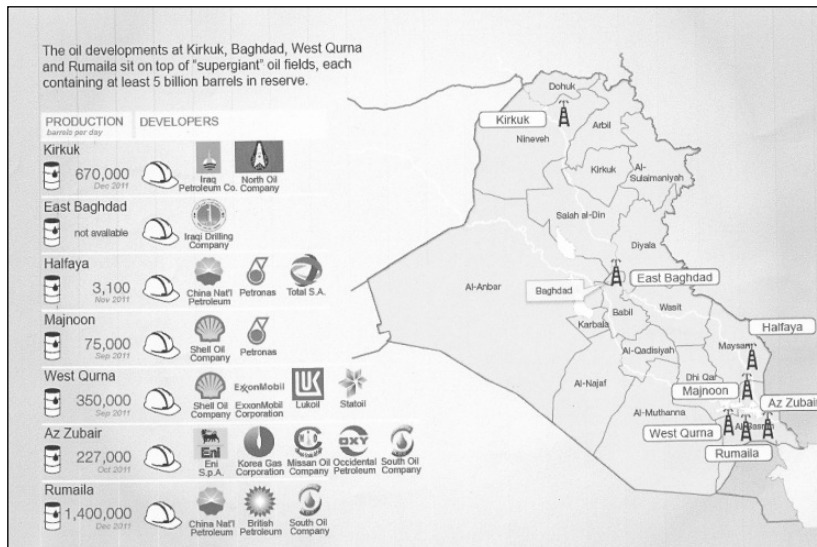 The oil developments at Kirkuk, Baghdad, West Qurna
and Rumaila sit on top of "supergiant" oil fields, each
containing at least 5 billion barrels in reserve.
PRODUCTION DEVELOPERS
barrels per day
Kirkuk
670,000
Dec 2011
Iraq
Petroleum Co.
North Oil
Company
East Baghdad
not available
Iraqi Drilling
Company
Halfaya
3,100
Nov 2011
China Nat'l
Petroleum
Petronas
Total S.A.
Majnoon
75,000
Sep 2011
Shell Oil
Company
Petronas
West Qurna
350,000
Sep 2011
Shell Oil
Company
ExxonMobil
ExxonMobil
Corporation
LUK
Lukoil
Statoil
Az Zubair
227,000
Oct 2011
Eni
Eni
S.p.A.
Korea Gas
Corporation
Missan Oil
Company
OXY
Occidental
Petroleum
South Oil
Company
Rumaila
1,400,000
Dec 2011
China Nat'l
Petroleum
British
Petroleum
South Oil
Company
Dohuk
Kirkuk
Nineveh
Arbil
Kirkuk
Al-
Sulaimaniyah
Salah al-Din
Diyala
Al-Anbar
East Baghdad
Baghdad
Babil
Wasit
Karbala
Halfaya
Al-Qadisiyah
Maysan
Al-Najaf
Dhi Qar
Majnoon
Az Zubair
Al-Muthanna
West Qurna
Rumaila